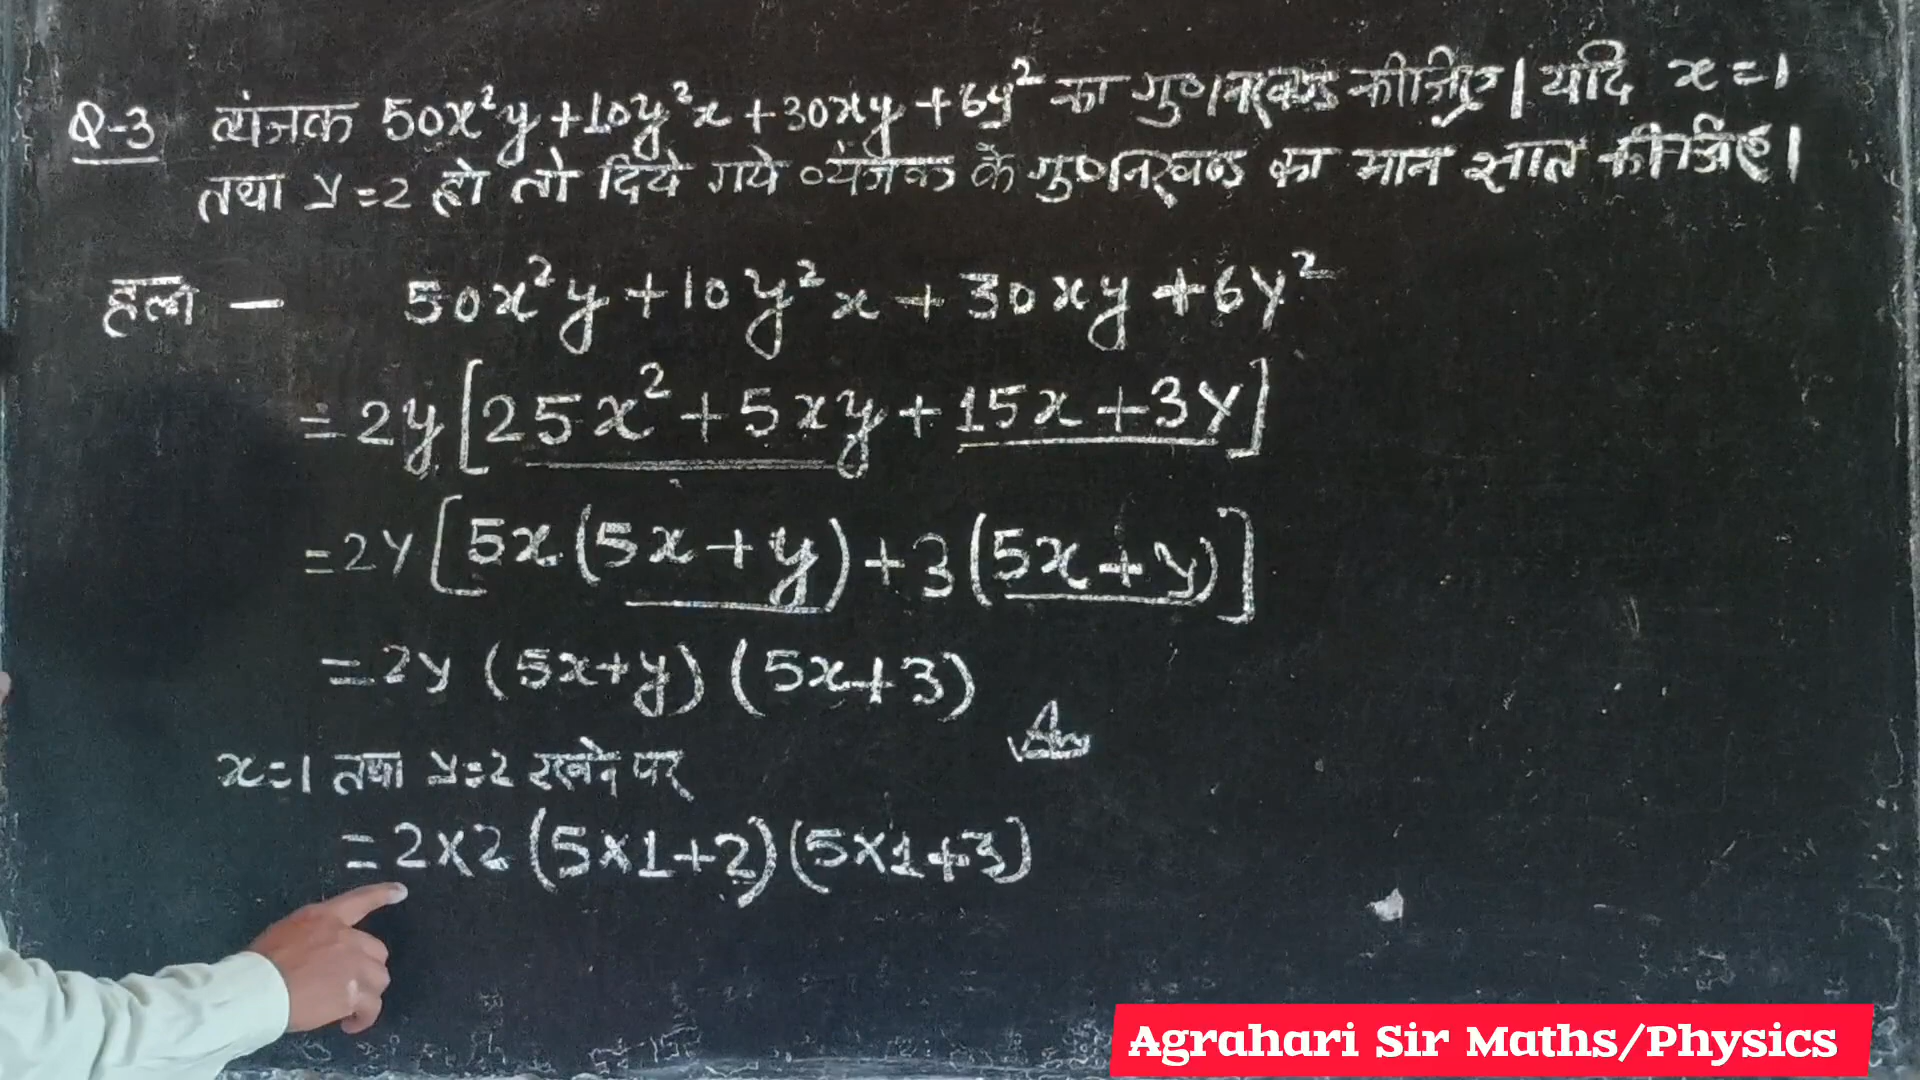 Q-3 व्यंजक 50x²y+10y²x+30xy+6y² का गुणनखण्ड कीजिए। यदि x=1
तथा y=2 हो तो दिये गये व्यंजक के गुणनखण्ड का मान ज्ञात कीजिए।
हल – 50x²y+10y²x+30xy+6y²
=2y[25x²+5xy+15x+3y]
=2y[5x(5x+y)+3(5x+y)]
=2y(5x+y)(5x+3)
Ans
x=1 तथा y=2 रखने पर
=2×2(5×1+2)(5×1+3)
Agrahari Sir Maths/Physics